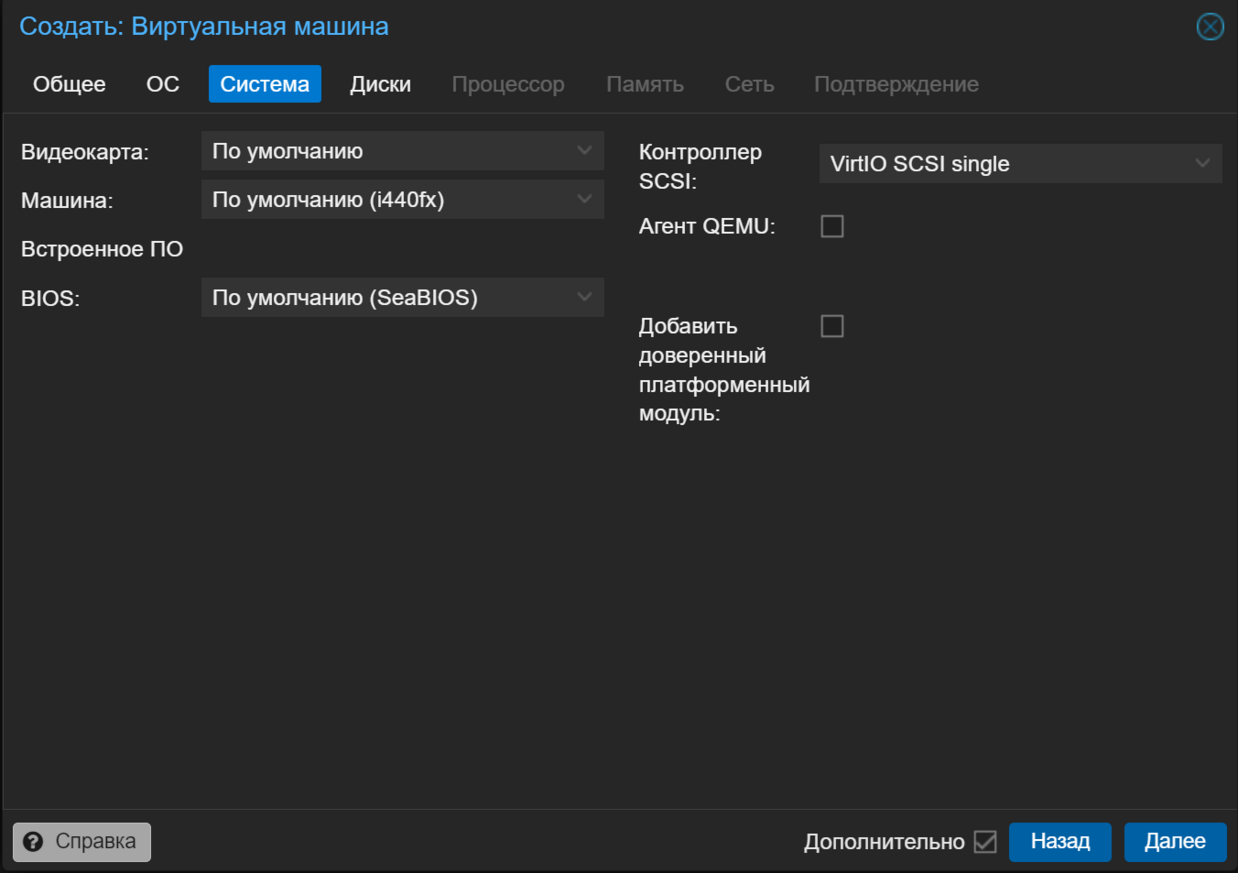 Создать: Виртуальная машина
Общее ОС Система Диски Процессор Память Сеть Подтверждение
Видеокарта: По умолчанию
Машина: По умолчанию (i440fx)
Встроенное ПО
BIOS: По умолчанию (SeaBIOS)
Контроллер
SCSI:
VirtIO SCSI single
Агент QEMU:
Добавить
доверенный
платформенный
модуль:
? Справка
Дополнительно
Назад
Далее